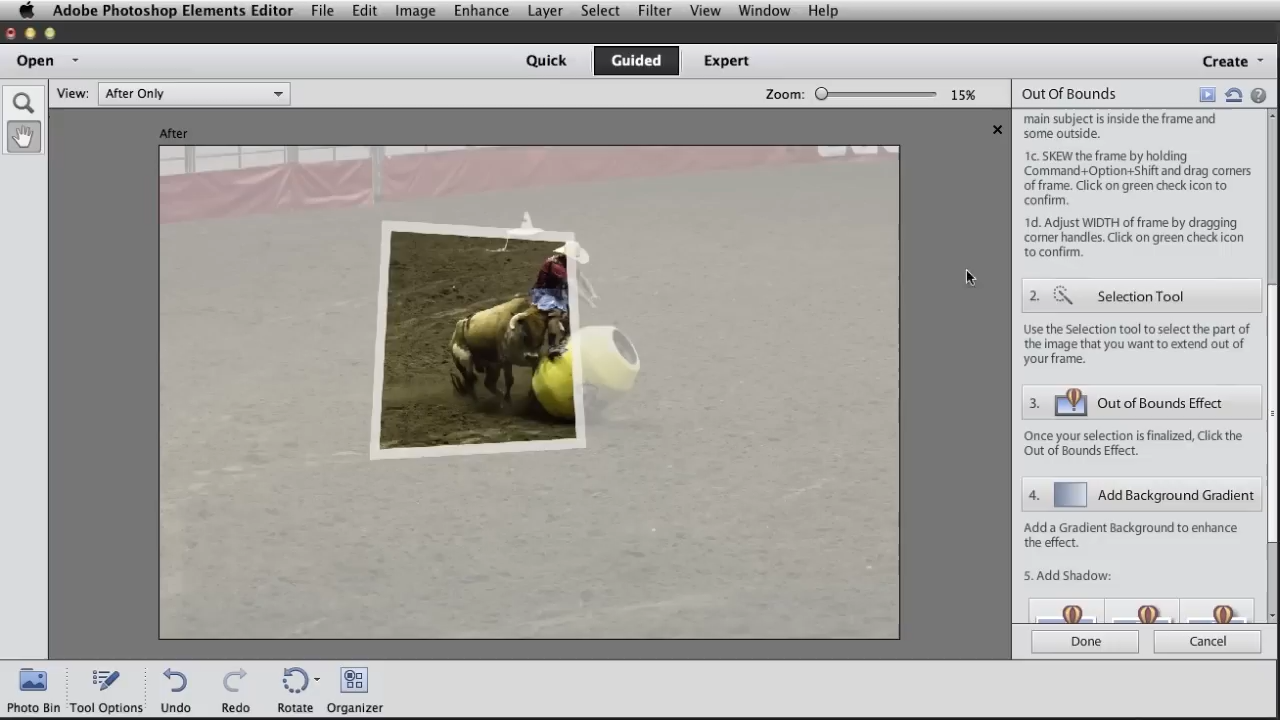 Adobe Photoshop Elements Editor File Edit Image Enhance Layer Select Filter View Window Help
Open Quick Guided Expert Create
View: After Only Zoom: 15% Out Of Bounds
After
main subject is inside the frame and
some outside.
1c. SKEW the frame by holding
Command+Option+Shift and drag corners
of frame. Click on green check icon to
confirm.
1d. Adjust WIDTH of frame by dragging
corner handles. Click on green check icon
to confirm.
2. Selection Tool
Use the Selection tool to select the part of
the image that you want to extend out of
your frame.
3. Out of Bounds Effect
Once your selection is finalized, Click the
Out of Bounds Effect.
4. Add Background Gradient
Add a Gradient Background to enhance
the effect.
5. Add Shadow:
Done Cancel
Photo Bin Tool Options Undo Redo Rotate Organizer